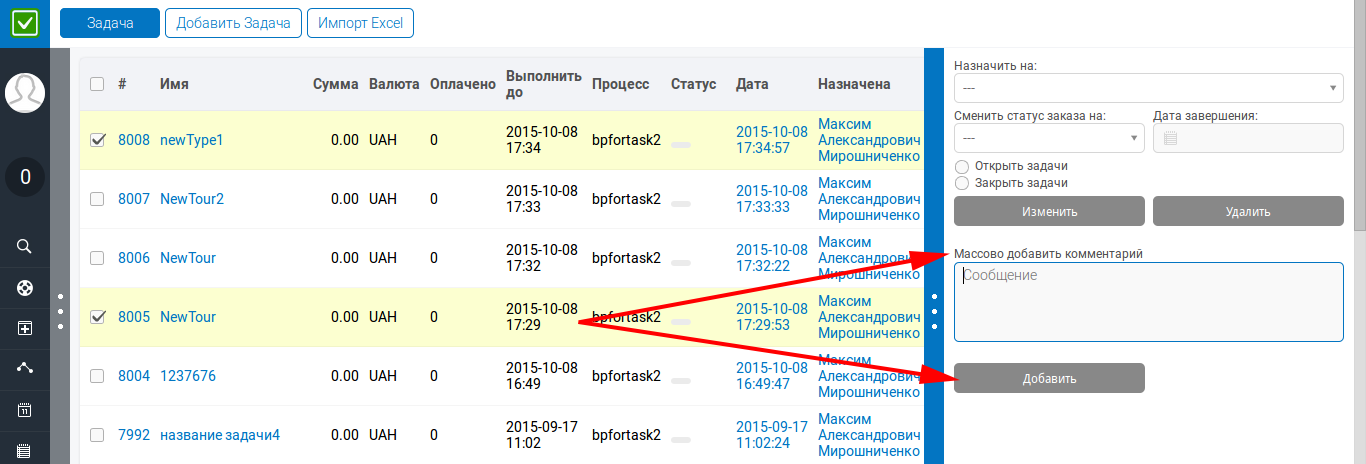 Задача Добавить Задача Импорт Excel
# Имя Сумма Валюта Оплачено Выполнить до Процесс Статус Дата Назначена
0
8008 newType1 0.00 UAH 0 2015-10-08 17:34 bpfortask2 2015-10-08 17:34:57 Максим Александрович Мирошниченко
8007 NewTour2 0.00 UAH 0 2015-10-08 17:33 bpfortask2 2015-10-08 17:33:33 Максим Александрович Мирошниченко
8006 NewTour 0.00 UAH 0 2015-10-08 17:32 bpfortask2 2015-10-08 17:32:22 Максим Александрович Мирошниченко
8005 NewTour 0.00 UAH 0 2015-10-08 17:29 bpfortask2 2015-10-08 17:29:53 Максим Александрович Мирошниченко
8004 1237676 0.00 UAH 0 2015-10-08 16:49 bpfortask2 2015-10-08 16:49:47 Максим Александрович Мирошниченко
7992 название задачи4 0.00 UAH 0 2015-09-17 11:02 bpfortask2 2015-09-17 11:02:24 Максим Александрович Мирошниченко
11
Назначить на:
---
Сменить статус заказа на: Дата завершения:
---
Открыть задачи
Закрыть задачи
Изменить Удалить
Массово добавить комментарий
Сообщение
Добавить